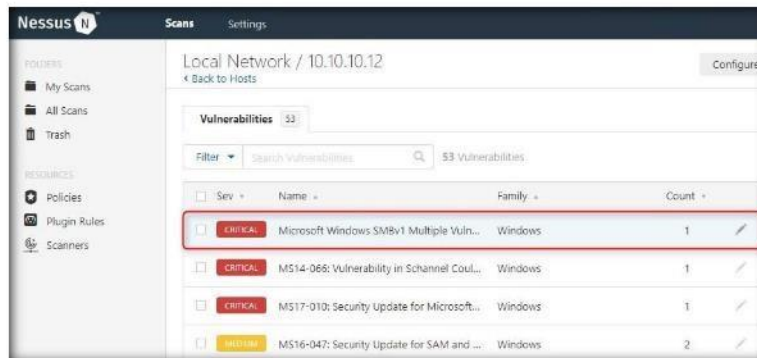 Nessus N
Scans Settings
FOLDERS
My Scans
All Scans
Trash
RESOURCES
Policies
Plugin Rules
Scanners
Local Network / 10.10.10.12
Configure
Back to Hosts
Vulnerabilities 53
Filter Search Vulnerabilities 53 Vulnerabilities
Sev Name Family Count
CRITICAL Microsoft Windows SMBv1 Multiple Vuln... Windows 1
CRITICAL MS14-066: Vulnerability in Schannel Coul... Windows 1
CRITICAL MS17-010: Security Update for Microsoft... Windows 1
MEDIUM MS16-047: Security Update for SAM and ... Windows 2